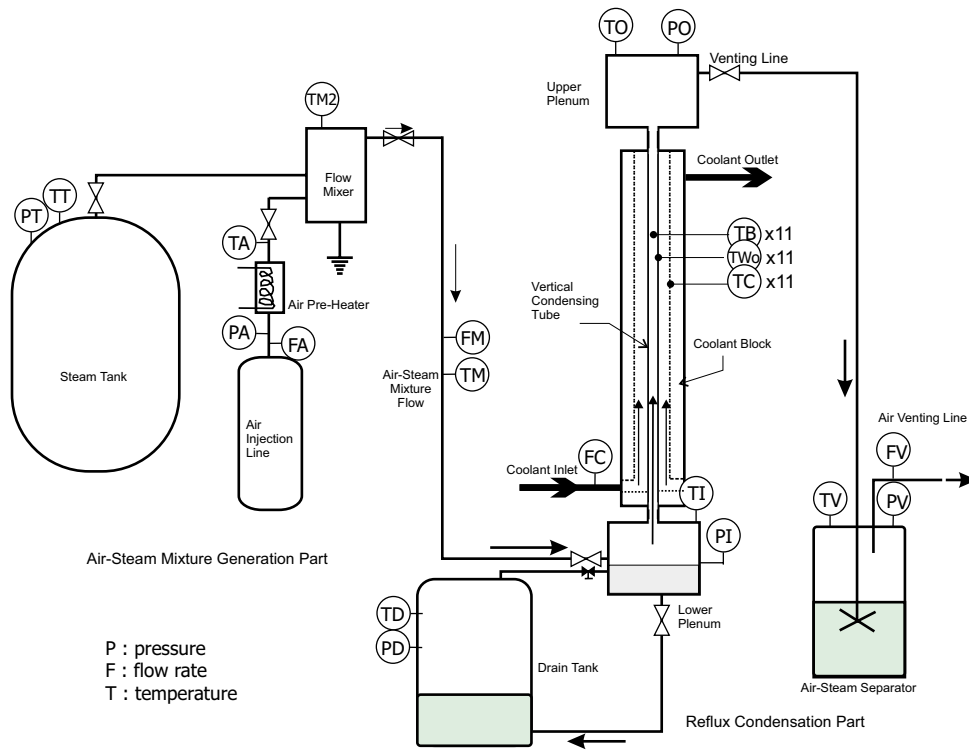 TO
PO
Venting Line
Upper
Plenum
TM2
Flow
Mixer
Coolant Outlet
PT
TT
TA
TB x11
TWo x11
TC x11
Air Pre-Heater
Vertical
Condensing
Tube
PA
FA
FM
TM
Coolant Block
Steam Tank
Air-Steam
Mixture
Flow
Air
Injection
Line
Air Venting Line
FC
Coolant Inlet
FV
TI
TV
PV
PI
Air-Steam Mixture Generation Part
TD
PD
Lower
Plenum
P : pressure
F : flow rate
T : temperature
Drain Tank
Air-Steam Separator
Reflux Condensation Part